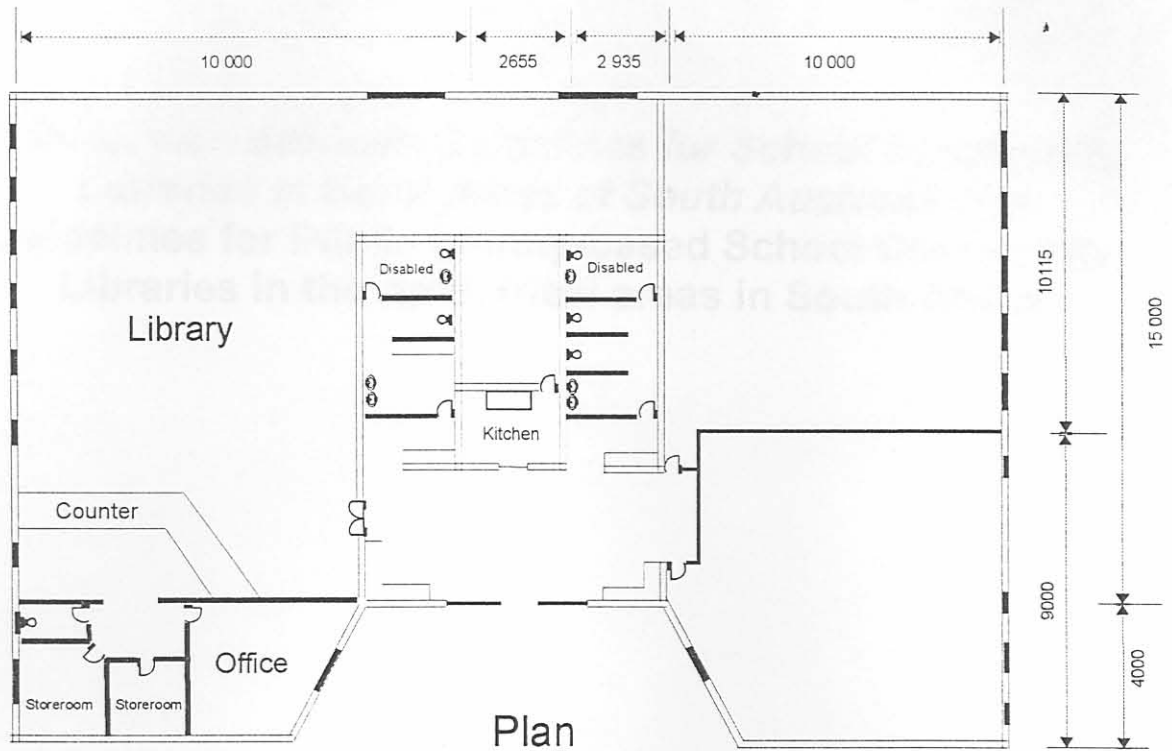 10 000
2655
2 935
10 000
Disabled
Disabled
10115
15 000
Library
Kitchen
Counter
9000
Office
4000
Storeroom
Storeroom
Plan